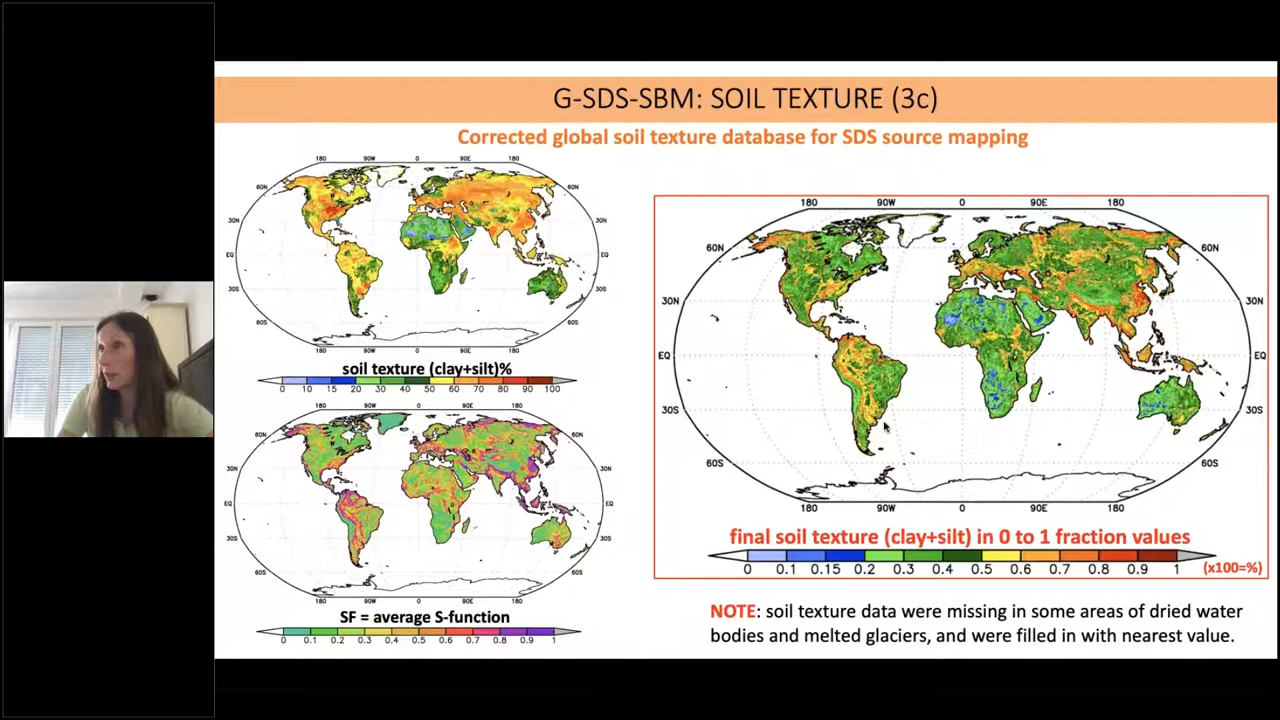 G-SDS-SBM: SOIL TEXTURE (3c)
Corrected global soil texture database for SDS source mapping
180 90W 0 90E 180
60N 60N
30N 30N
EQ EQ
30S 30S
60S 60S
180 90W 0 90E 180
soil texture (clay+silt)%
0 10 15 20 30 40 50 60 70 80 90 100
180 90W 0 90E 180
60N 60N
30N 30N
EQ EQ
30S 30S
60S 60S
180 90W 0 90E 180
SF = average S-function
0 0.1 0.2 0.3 0.4 0.5 0.6 0.7 0.8 0.9 1
180 90W 0 90E 180
60N 60N
30N 30N
EQ EQ
30S 30S
60S 60S
180 90W 0 90E 180
final soil texture (clay+silt) in 0 to 1 fraction values
0 0.1 0.15 0.2 0.3 0.4 0.5 0.6 0.7 0.8 0.9 1 (x100=%)
NOTE: soil texture data were missing in some areas of dried water
bodies and melted glaciers, and were filled in with nearest value.